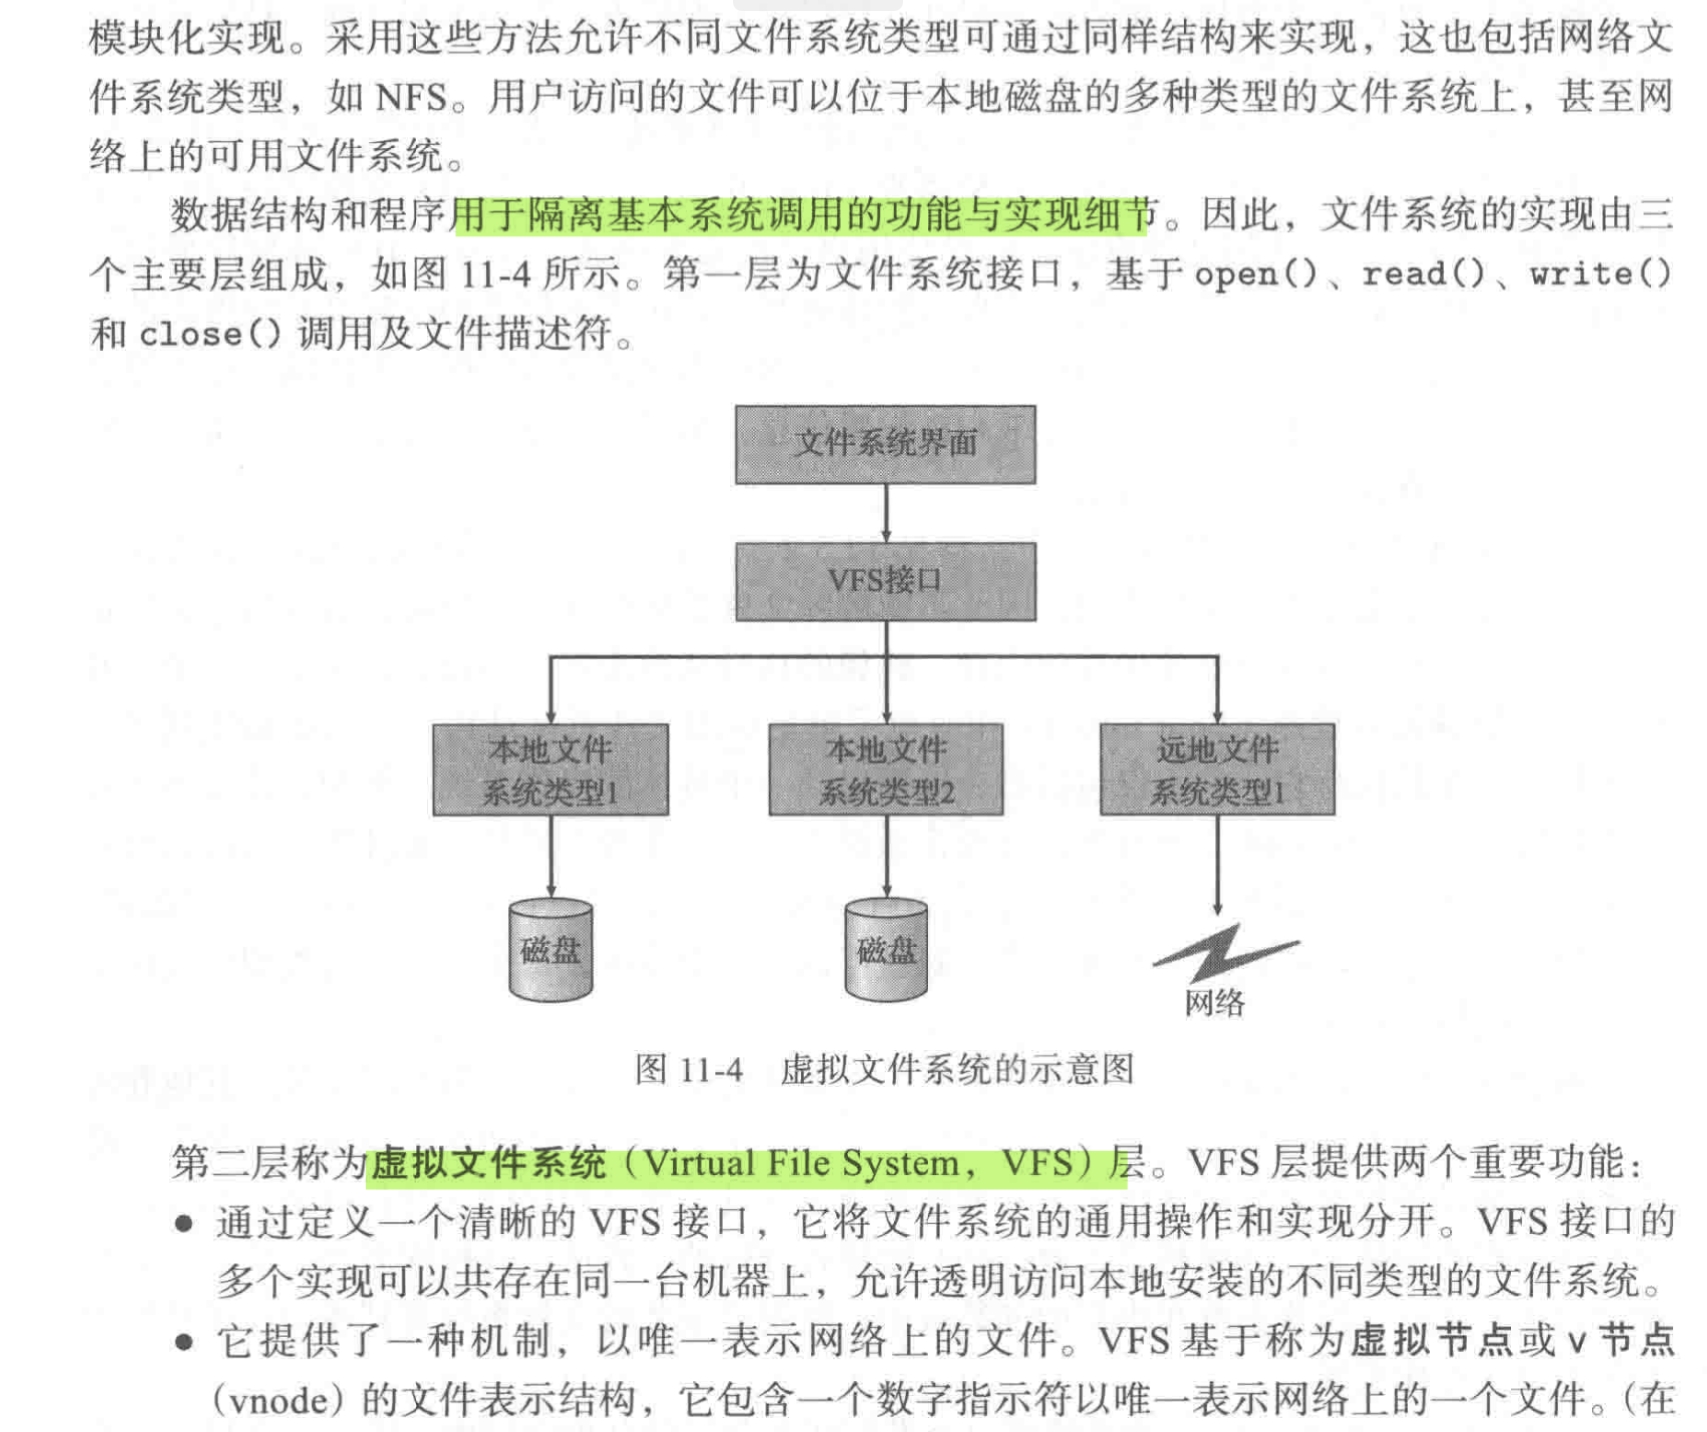 模块化实现。采用这些方法允许不同文件系统类型可通过同样结构来实现，这也包括网络文
件系统类型，如 NFS。用户访问的文件可以位于本地磁盘的多种类型的文件系统上，甚至网
络上的可用文件系统。
数据结构和程序用于隔离基本系统调用的功能与实现细节。因此，文件系统的实现由三
个主要层组成，如图 11-4 所示。第一层为文件系统接口，基于 open()、read()、write()
和 close() 调用及文件描述符。
文件系统界面
VFS接口
本地文件
系统类型1
本地文件
系统类型2
远地文件
系统类型1
磁盘
磁盘
网络
图 11-4 虚拟文件系统的示意图
第二层称为虚拟文件系统（Virtual File System，VFS）层。VFS 层提供两个重要功能：
● 通过定义一个清晰的 VFS 接口，它将文件系统的通用操作和实现分开。VFS 接口的
多个实现可以共存在同一台机器上，允许透明访问本地安装的不同类型的文件系统。
● 它提供了一种机制，以唯一表示网络上的文件。VFS 基于称为虚拟节点或 v 节点
（vnode）的文件表示结构，它包含一个数字指示符以唯一表示网络上的一个文件。（在